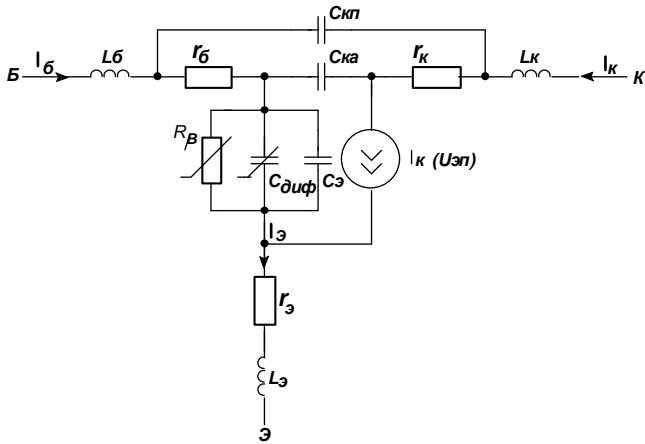 Cкп
Iб Lб rб Cка rк Lк Iк
Б К
Rβ Cдиф Cэ Iк (Uэп)
Iэ
rэ
Lэ
Э